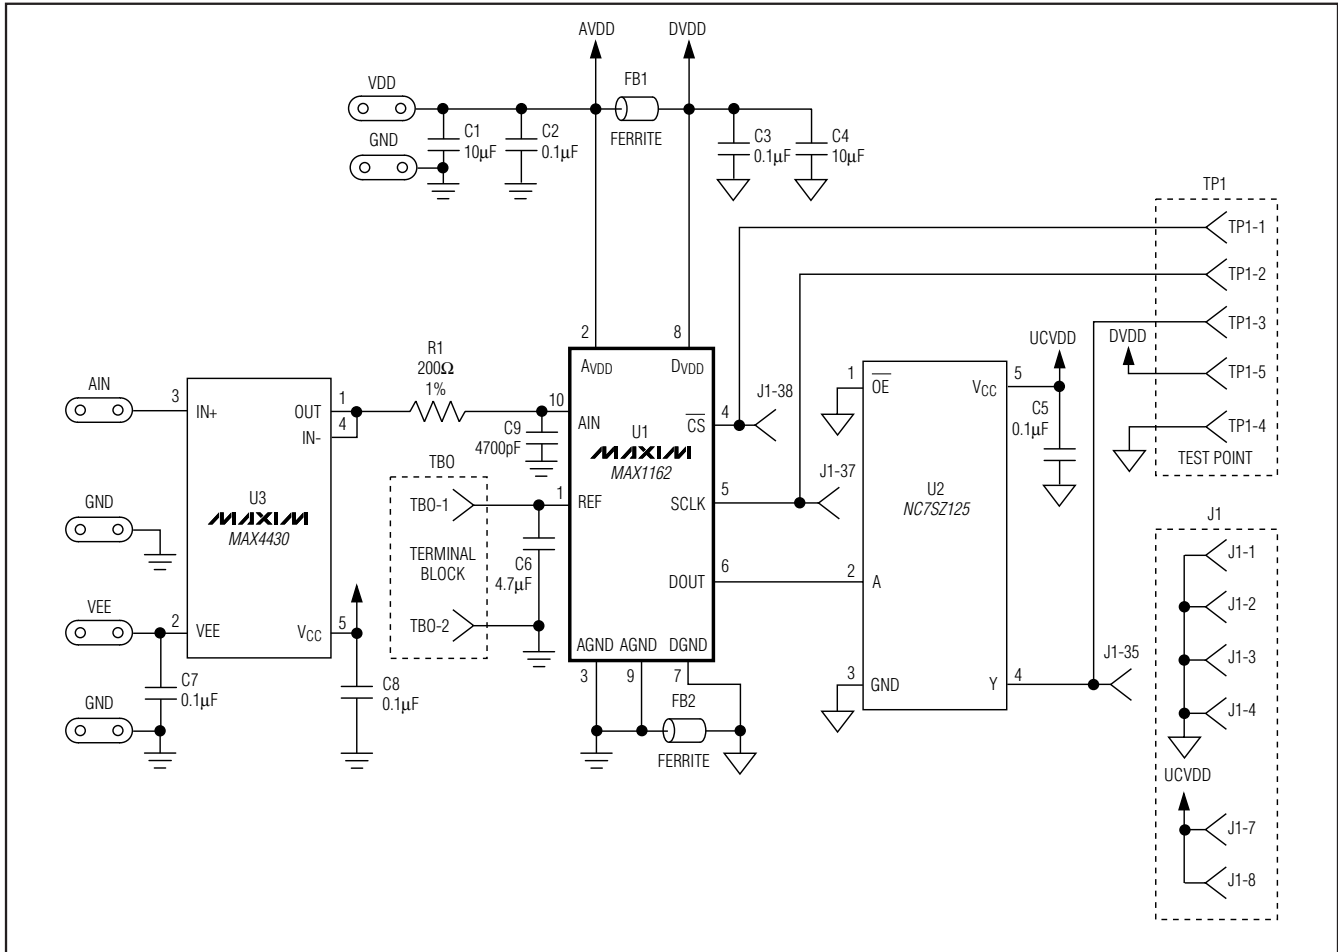 AVDD
DVDD
FB1
FERRITE
VDD
GND
C1
10µF
C2
0.1µF
C3
0.1µF
C4
10µF
TP1
TP1-1
TP1-2
TP1-3
DVDD
TP1-5
TP1-4
TEST POINT
AIN
3
IN+
OUT
1
4
IN-
U3
MAXIM
MAX4430
GND
VEE
2
VEE
VCC
5
C7
0.1µF
GND
C8
0.1µF
R1
200Ω
1%
C9
4700pF
TBO
TBO-1
TERMINAL
BLOCK
TBO-2
C6
4.7µF
2
8
AVDD
DVDD
10
AIN
U1
MAXIM
MAX1162
CS
4
J1-38
1
REF
SCLK
5
J1-37
DOUT
6
AGND
AGND
DGND
3
9
7
FB2
FERRITE
1
OE
VCC
5
UCVDD
C5
0.1µF
U2
NC7SZ125
2
A
3
GND
Y
4
J1-35
J1
J1-1
J1-2
J1-3
J1-4
UCVDD
J1-7
J1-8